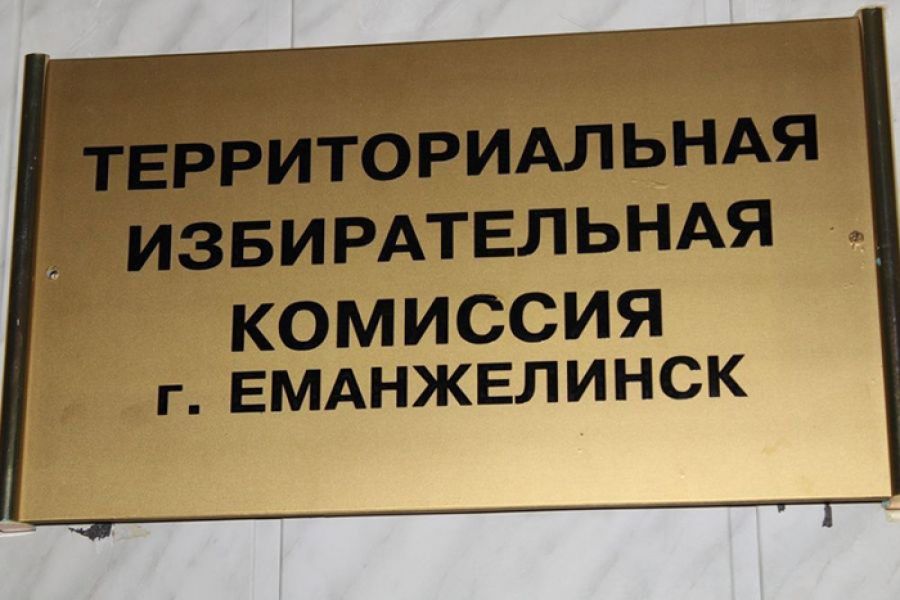 ТЕРРИТОРИАЛЬНАЯ
ИЗБИРАТЕЛЬНАЯ
КОМИССИЯ
г. ЕМАНЖЕЛИНСК